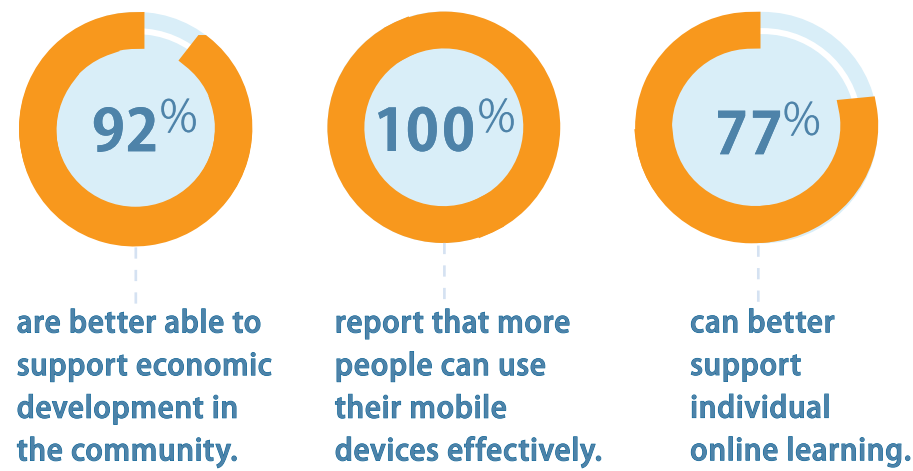 92%
are better able to
support economic
development in
the community.
100%
report that more
people can use
their mobile
devices effectively.
77%
can better
support
individual
online learning.